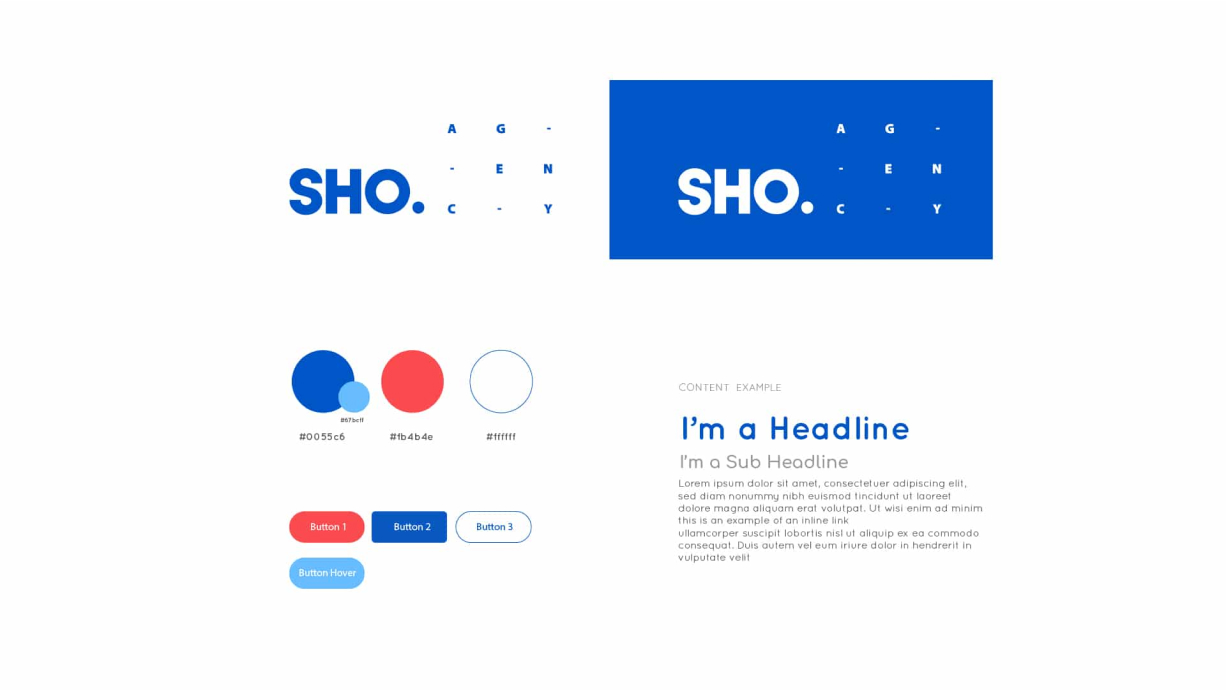 SHO.
A G -
- E N
C - Y
SHO.
A G -
- E N
C - Y
#67bcff
#0055c6
#fb4b4e
#ffffff
Button 1
Button 2
Button 3
Button Hover
CONTENT EXAMPLE
I'm a Headline
I'm a Sub Headline
Lorem ipsum dolor sit amet, consectetuer adipiscing elit,
sed diam nonummy nibh euismod tincidunt ut laoreet
dolore magna aliquam erat volutpat. Ut wisi enim ad minim
this is an example of an inline link
ullamcorper suscipit lobortis nisl ut aliquip ex ea commodo
consequat. Duis autem vel eum iriure dolor in hendrerit in
vulputate velit